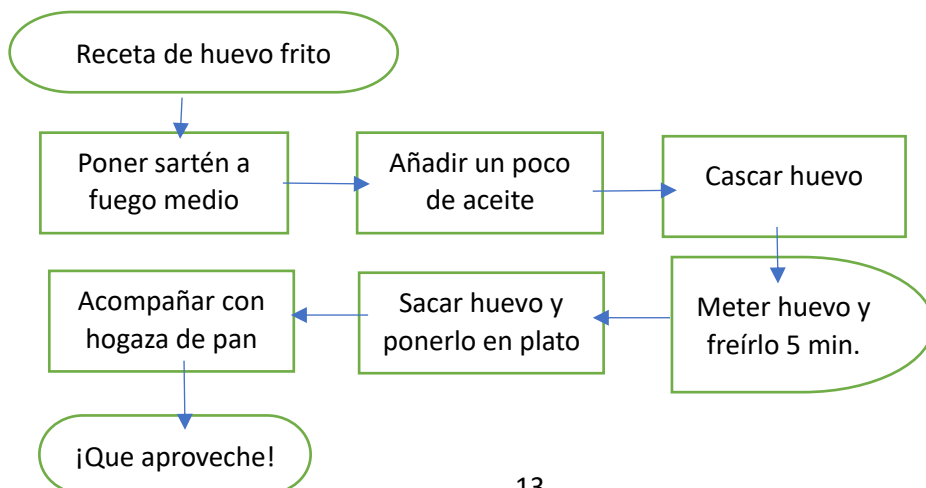 Receta de huevo frito
Poner sartén a
fuego medio
Añadir un poco
de aceite
Cascar huevo
Meter huevo y
freírlo 5 min.
Sacar huevo y
ponerlo en plato
Acompañar con
hogaza de pan
¡Que aproveche!
13